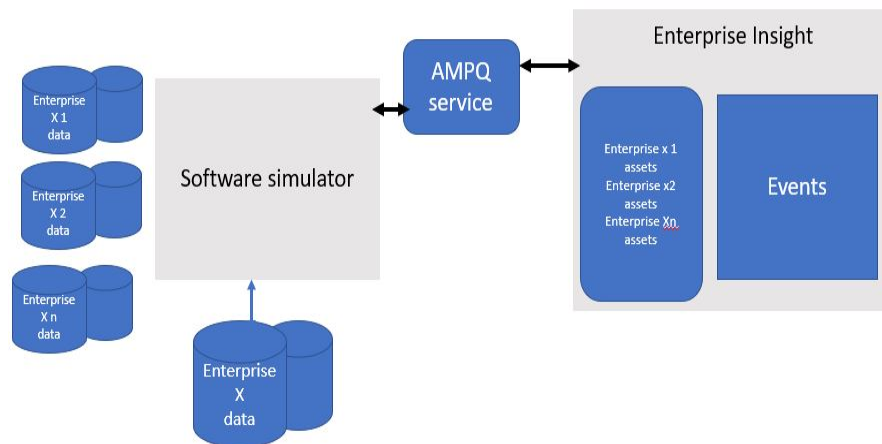 Enterprise
X 1
data
Enterprise
X 2
data
Enterprise
X n
data
Software simulator
Enterprise
X
data
AMPQ
service
Enterprise Insight
Enterprise x 1
assets
Enterprise x2
assets
Enterprise Xn
assets
Events